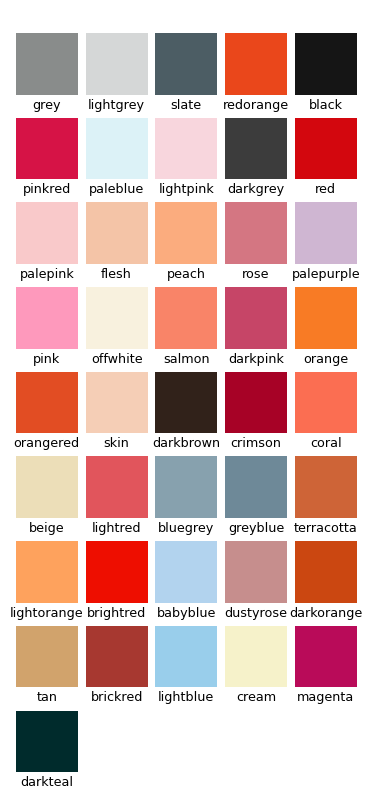 grey lightgrey slate redorange black
pinkred paleblue lightpink darkgrey red
palepink flesh peach rose palepurple
pink offwhite salmon darkpink orange
orangered skin darkbrown crimson coral
beige lightred bluegrey greyblue terracotta
lightorange brightred babyblue dustyrose darkorange
tan brickred lightblue cream magenta
darkteal